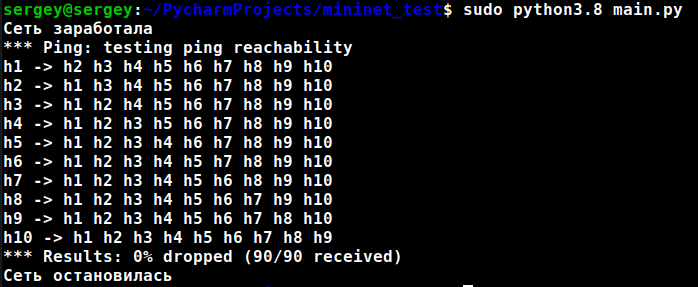 sergey@sergey:~/PycharmProjects/mininet_test$ sudo python3.8 main.py
Сеть заработала
*** Ping: testing ping reachability
h1 -> h2 h3 h4 h5 h6 h7 h8 h9 h10
h2 -> h1 h3 h4 h5 h6 h7 h8 h9 h10
h3 -> h1 h2 h4 h5 h6 h7 h8 h9 h10
h4 -> h1 h2 h3 h5 h6 h7 h8 h9 h10
h5 -> h1 h2 h3 h4 h6 h7 h8 h9 h10
h6 -> h1 h2 h3 h4 h5 h7 h8 h9 h10
h7 -> h1 h2 h3 h4 h5 h6 h8 h9 h10
h8 -> h1 h2 h3 h4 h5 h6 h7 h9 h10
h9 -> h1 h2 h3 h4 h5 h6 h7 h8 h10
h10 -> h1 h2 h3 h4 h5 h6 h7 h8 h9
*** Results: 0% dropped (90/90 received)
Сеть остановилась